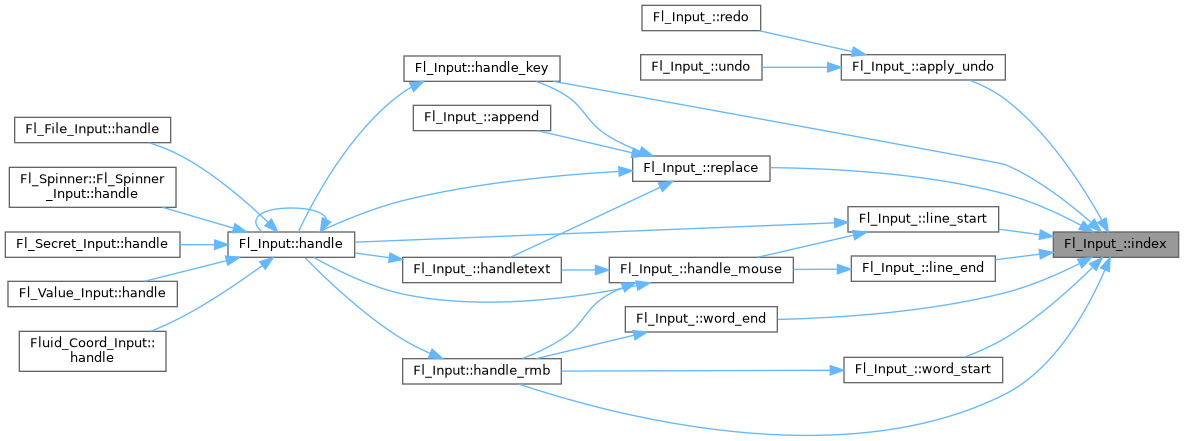 Fl_Input_::redo
Fl_Input::handle_key
Fl_Input_::undo
Fl_Input_::apply_undo
Fl_Input_::append
Fl_File_Input::handle
Fl_Input_::replace
Fl_Spinner::Fl_Spinner
_Input::handle
Fl_Input_::line_start
Fl_Secret_Input::handle
Fl_Input::handle
Fl_Input_::index
Fl_Input_::handletext
Fl_Input_::handle_mouse
Fl_Input_::line_end
Fl_Value_Input::handle
Fl_Input_::word_end
Fluid_Coord_Input::
handle
Fl_Input::handle_rmb
Fl_Input_::word_start